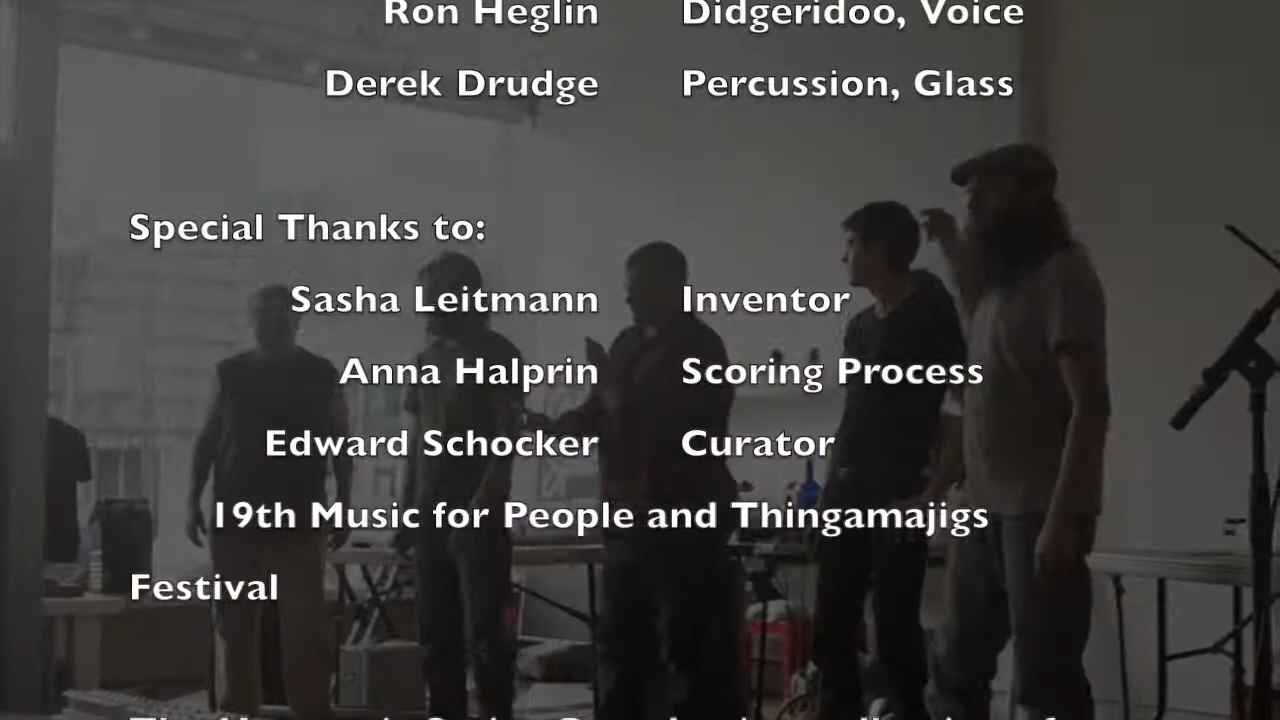 Ron Heglin Didgeridoo, Voice
Derek Drudge Percussion, Glass
Special Thanks to:
Sasha Leitmann Inventor
Anna Halprin Scoring Process
Edward Schocker Curator
19th Music for People and Thingamajigs
Festival